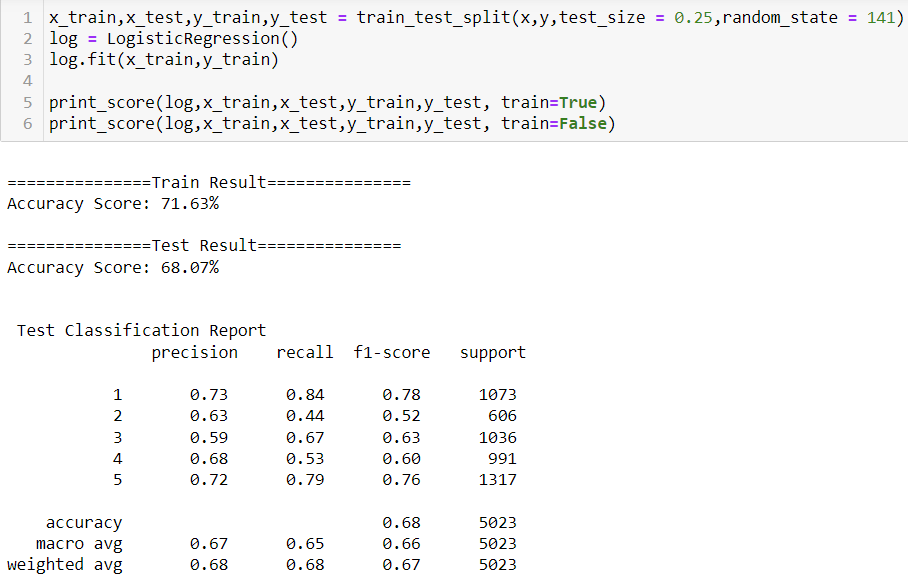 1 x_train,x_test,y_train,y_test = train_test_split(x,y,test_size = 0.25,random_state = 141)
2 log = LogisticRegression()
3 log.fit(x_train,y_train)
4
5 print_score(log,x_train,x_test,y_train,y_test, train=True)
6 print_score(log,x_train,x_test,y_train,y_test, train=False)
===============Train Result===============
Accuracy Score: 71.63%
===============Test Result===============
Accuracy Score: 68.07%
Test Classification Report
precision recall f1-score support
1 0.73 0.84 0.78 1073
2 0.63 0.44 0.52 606
3 0.59 0.67 0.63 1036
4 0.68 0.53 0.60 991
5 0.72 0.79 0.76 1317
accuracy 0.68 5023
macro avg 0.67 0.65 0.66 5023
weighted avg 0.68 0.68 0.67 5023